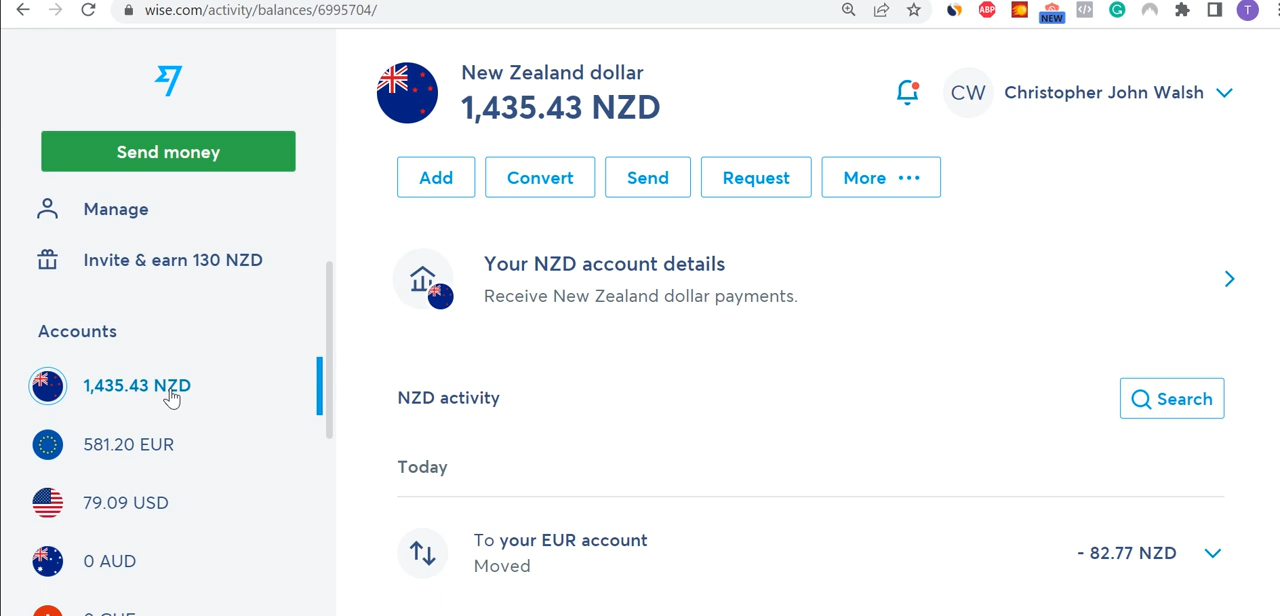 wise.com/activity/balances/6995704/
ABP
NEW
T
Send money
Manage
Invite & earn 130 NZD
Accounts
1,435.43 NZD
581.20 EUR
79.09 USD
0 AUD
New Zealand dollar
1,435.43 NZD
CW
Christopher John Walsh
Add
Convert
Send
Request
More
Your NZD account details
Receive New Zealand dollar payments.
NZD activity
Search
Today
To your EUR account
Moved
- 82.77 NZD